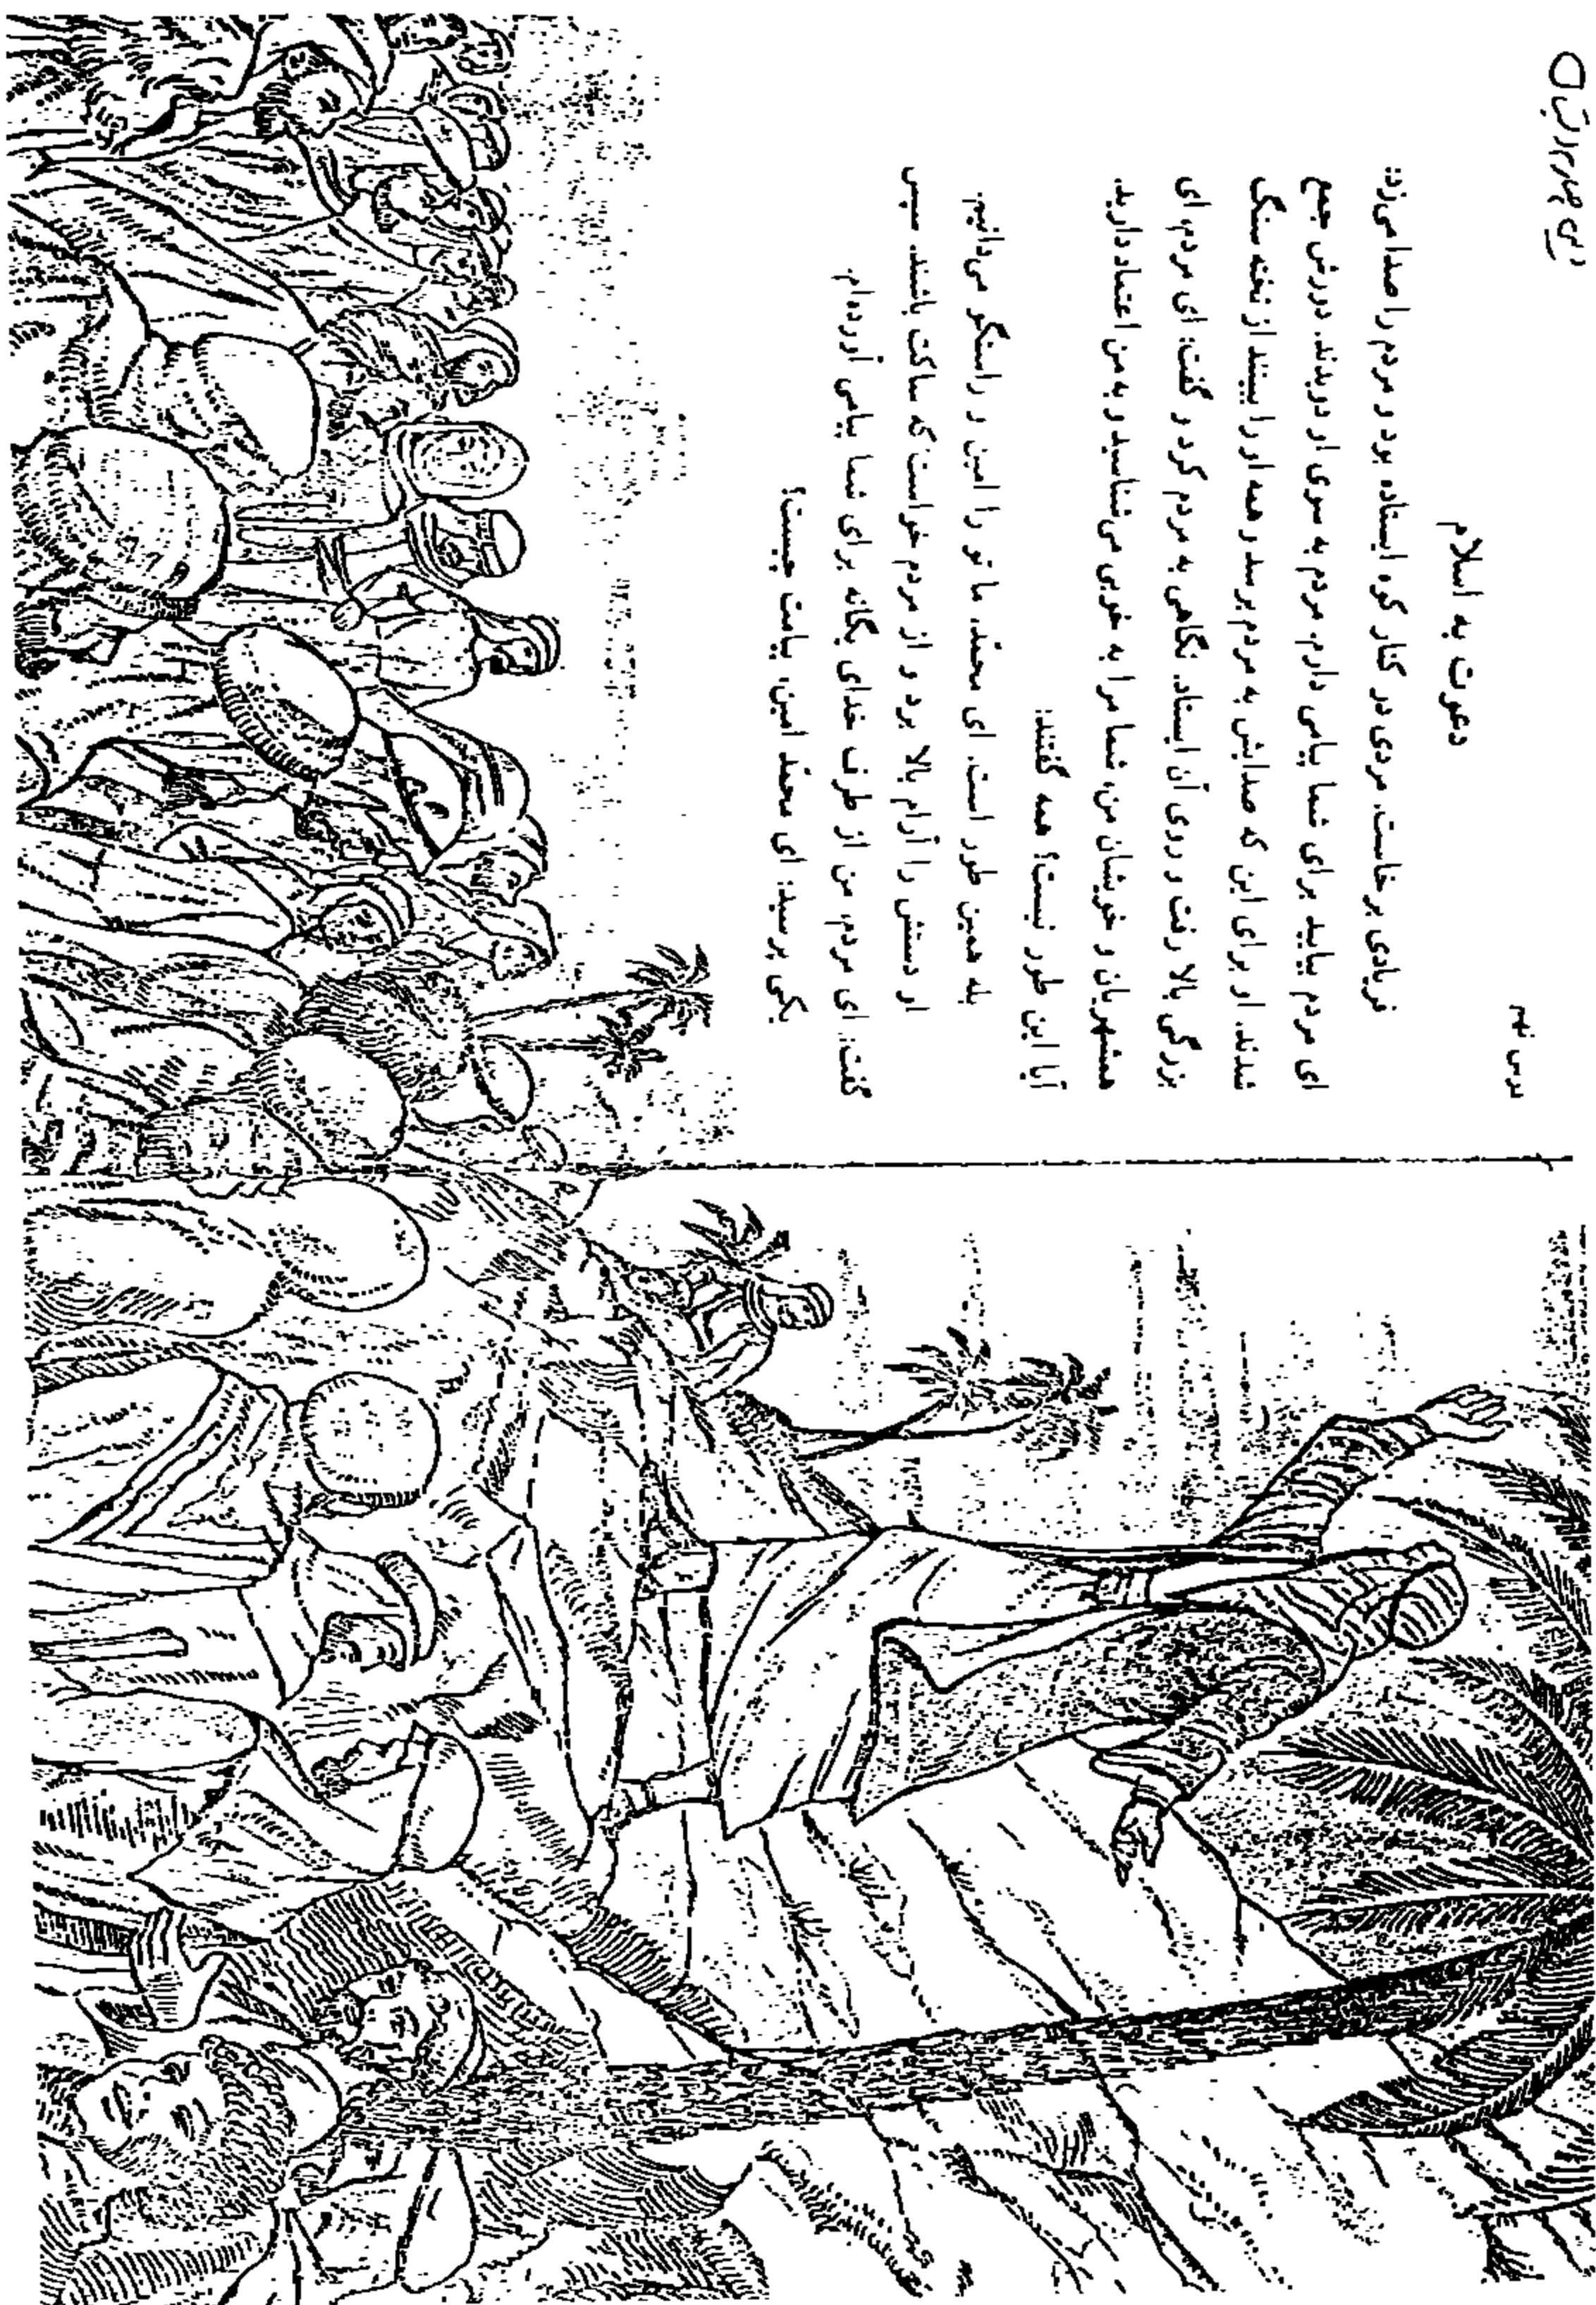 درس نهم
دعوت به اسلام
فریادی برخاست. مردی در کنار کوه ایستاده بود و مردم را صدا می‌زد:
ای مردم بیایید برای شما پیامی دارم. مردم به سوی او دویدند. دورش جمع
شدند. او برای این که صدایش به مردم برسد و همه او را ببینند از تخته سنگ
بزرگی بالا رفت و روی آن ایستاد. نگاهی به مردم کرد و گفت: ای مردم، ای
همشهریان و خویشان من، شما مرا به خوبی می‌شناسید و به من اعتماد دارید.
آیا این طور نیست؟ همه گفتند:
بله همین طور است. ای محمّد، ما تو را امین و راستگو می‌دانیم.
او دستش را آرام بالا برد و از مردم خواست که ساکت باشند. سپس
گفت: ای مردم، من از طرف خدای یگانه برای شما پیامی آورده‌ام.
یکی پرسید: ای محمّد امین، پیامت چیست؟